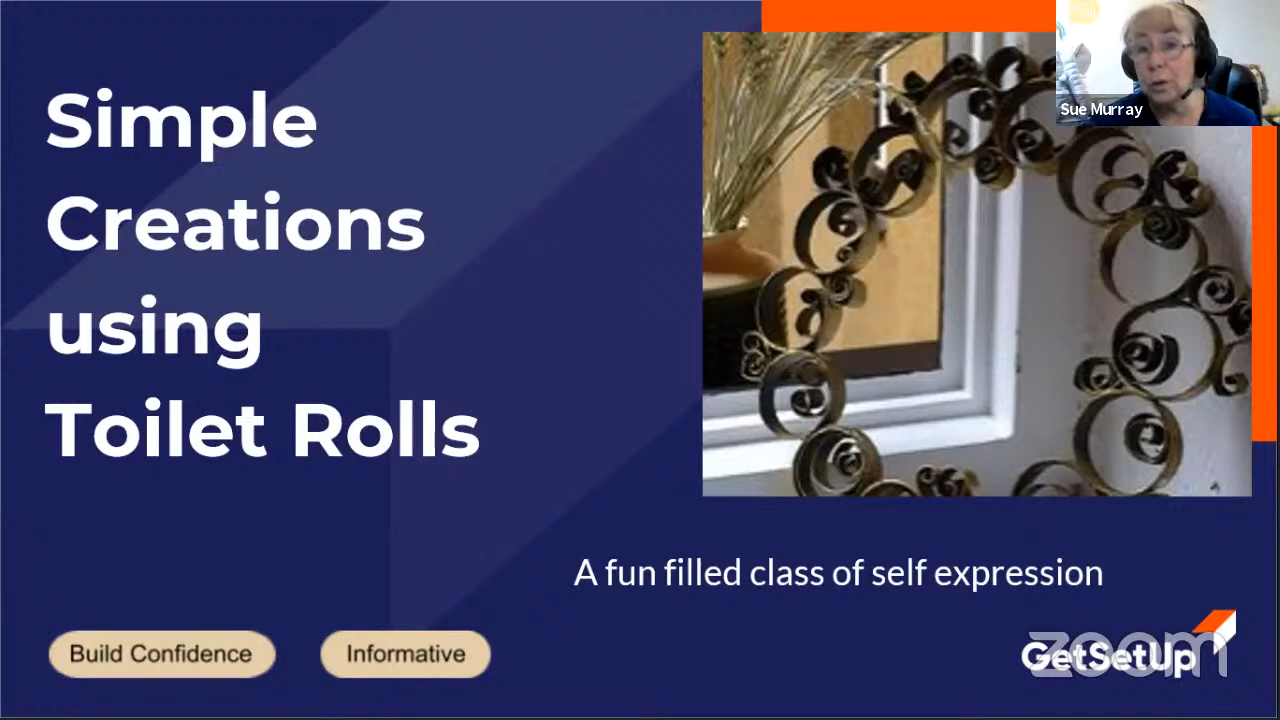 Simple
Creations
using
Toilet Rolls
Sue Murray
A fun filled class of self expression
Build Confidence
Informative
GetSetUp
zoom